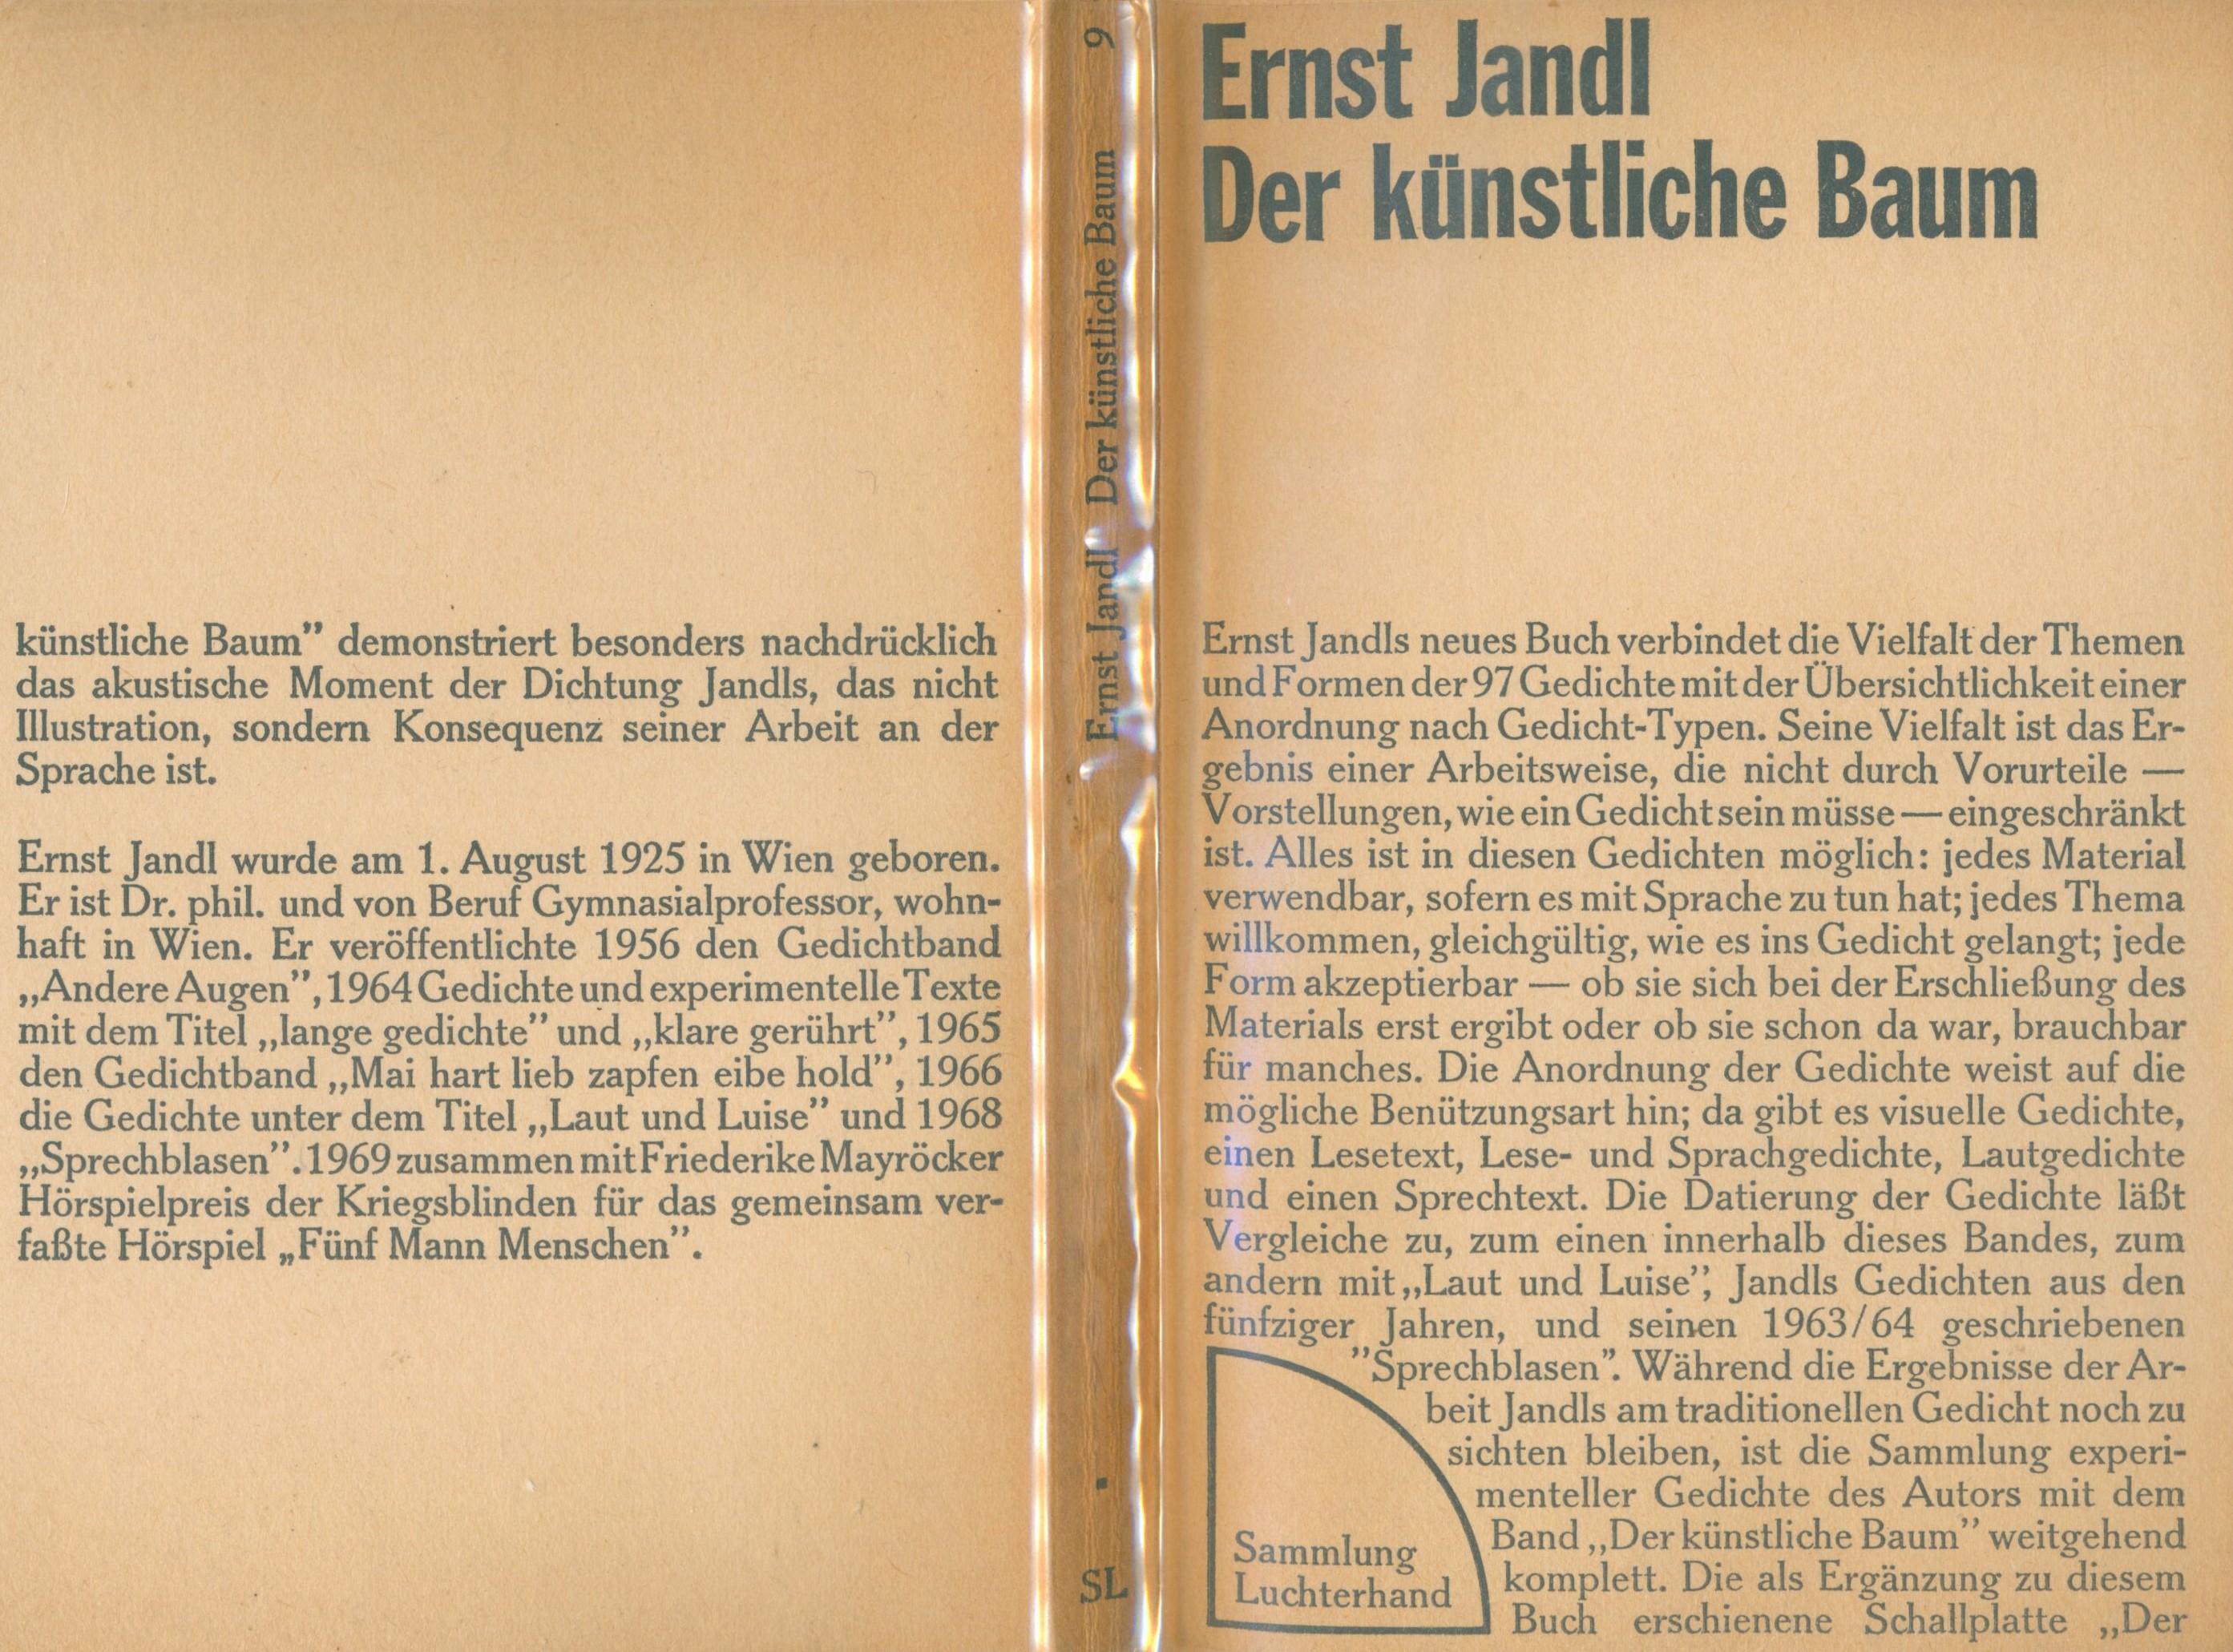 Ernst Jandl
Der künstliche Baum
Ernst Jandls neues Buch verbindet die Vielfalt der Themen
und Formen der 97 Gedichte mit der Übersichtlichkeit einer
Anordnung nach Gedicht-Typen. Seine Vielfalt ist das Er-
gebnis einer Arbeitsweise, die nicht durch Vorurteile —
Vorstellungen, wie ein Gedicht sein müsse — eingeschränkt
ist. Alles ist in diesen Gedichten möglich: jedes Material
verwendbar, sofern es mit Sprache zu tun hat; jedes Thema
willkommen, gleichgültig, wie es ins Gedicht gelangt; jede
Form akzeptierbar — ob sie sich bei der Erschließung des
Materials erst ergibt oder ob sie schon da war, brauchbar
für manches. Die Anordnung der Gedichte weist auf die
mögliche Benützungsart hin; da gibt es visuelle Gedichte,
einen Lesetext, Lese- und Sprachgedichte, Lautgedichte
und einen Sprechtext. Die Datierung der Gedichte läßt
Vergleiche zu, zum einen innerhalb dieses Bandes, zum
andern mit „Laut und Luise”, Jandls Gedichten aus den
fünfziger Jahren, und seinen 1963/64 geschriebenen
”Sprechblasen”. Während die Ergebnisse der Ar-
beit Jandls am traditionellen Gedicht noch zu
sichten bleiben, ist die Sammlung experi-
menteller Gedichte des Autors mit dem
Band „Der künstliche Baum” weitgehend
komplett. Die als Ergänzung zu diesem
Buch erschienene Schallplatte „Der
Sammlung
Luchterhand
künstliche Baum” demonstriert besonders nachdrücklich
das akustische Moment der Dichtung Jandls, das nicht
Illustration, sondern Konsequenz seiner Arbeit an der
Sprache ist.
Ernst Jandl wurde am 1. August 1925 in Wien geboren.
Er ist Dr. phil. und von Beruf Gymnasialprofessor, wohn-
haft in Wien. Er veröffentlichte 1956 den Gedichtband
„Andere Augen”, 1964 Gedichte und experimentelle Texte
mit dem Titel „lange gedichte” und „klare gerührt”, 1965
den Gedichtband „Mai hart lieb zapfen eibe hold”, 1966
die Gedichte unter dem Titel „Laut und Luise” und 1968
„Sprechblasen”. 1969 zusammen mit Friederike Mayröcker
Hörspielpreis der Kriegsblinden für das gemeinsam ver-
faßte Hörspiel „Fünf Mann Menschen”.
Ernst Jandl Der künstliche Baum 9
SL